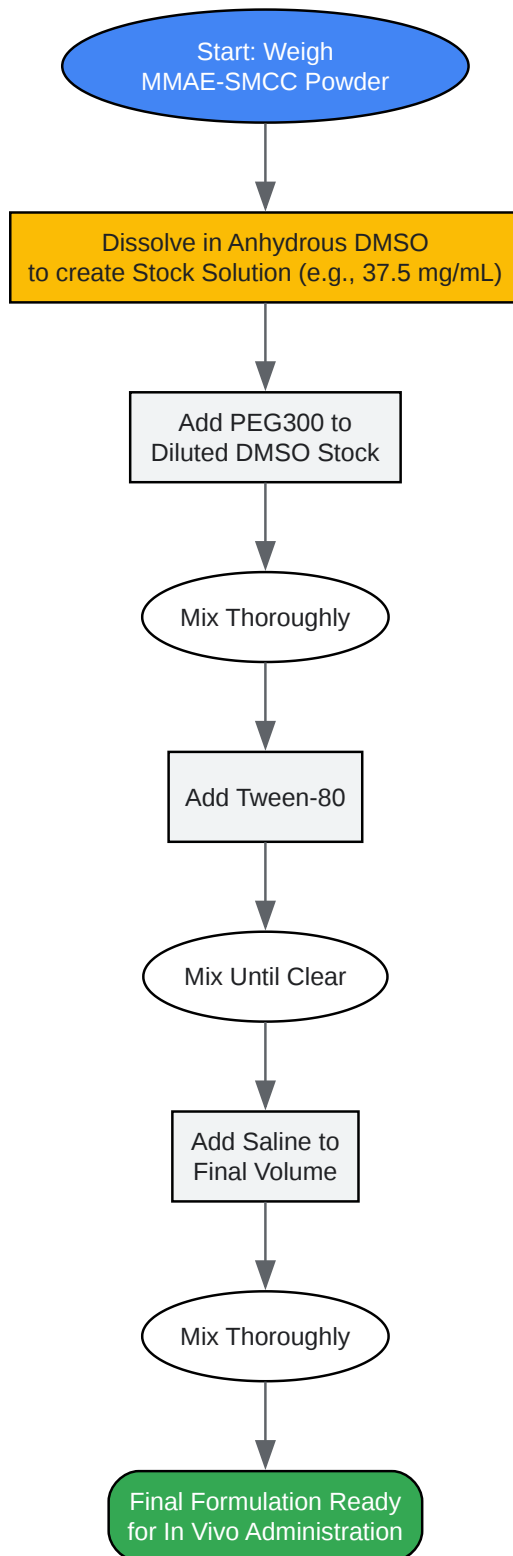 Start: Weigh
MMAE-SMCC Powder
Dissolve in Anhydrous DMSO
to create Stock Solution (e.g., 37.5 mg/mL)
Add PEG300 to
Diluted DMSO Stock
Mix Thoroughly
Add Tween-80
Mix Until Clear
Add Saline to
Final Volume
Mix Thoroughly
Final Formulation Ready
for In Vivo Administration